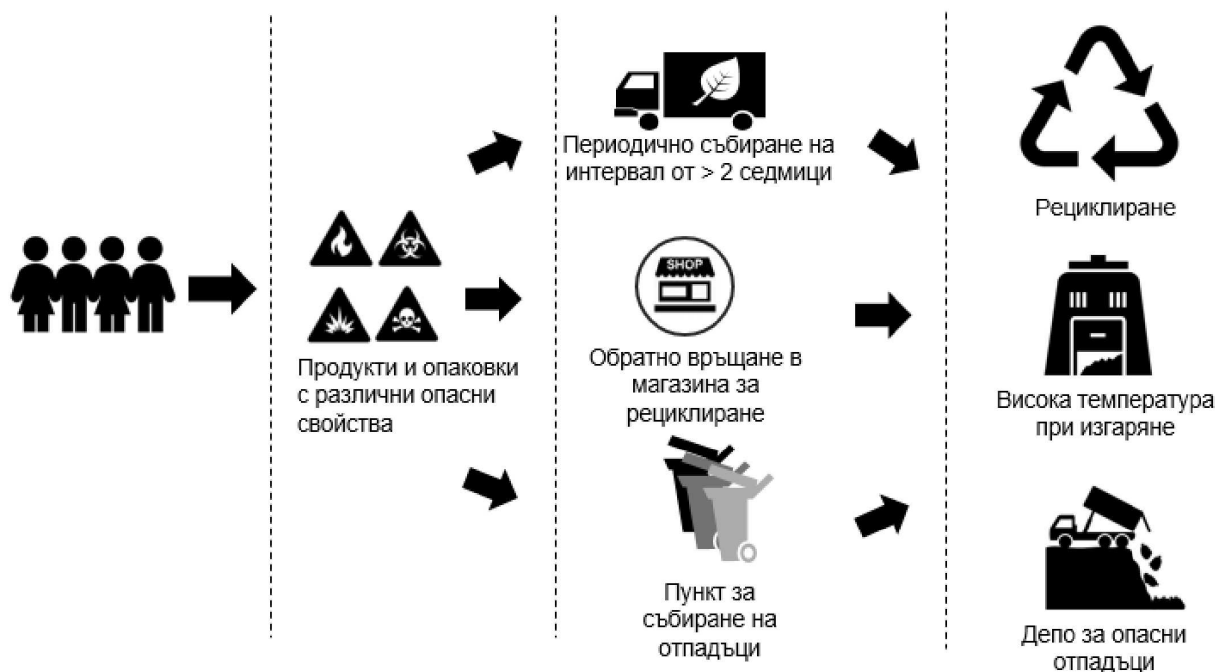 Продукти и опаковки
с различни опасни
свойства
Периодично събиране на
интервал от > 2 седмици
SHOP
Обратно връщане в
магазина за
рециклиране
Пункт за
събиране на
отпадъци
Рециклиране
Висока температура
при изгаряне
Депо за опасни
отпадъци